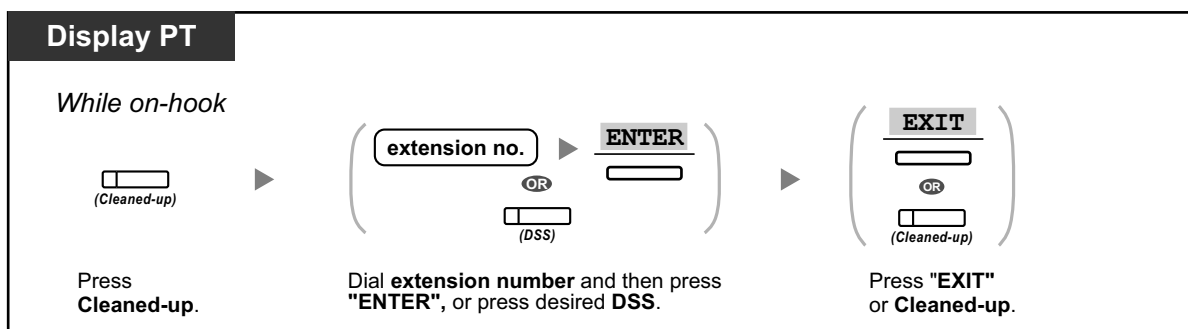 Display PT
While on-hook
(Cleaned-up)
extension no.
ENTER
OR
(DSS)
EXIT
OR
(Cleaned-up)
Press
Cleaned-up.
Dial extension number and then press
"ENTER", or press desired DSS.
Press "EXIT"
or Cleaned-up.